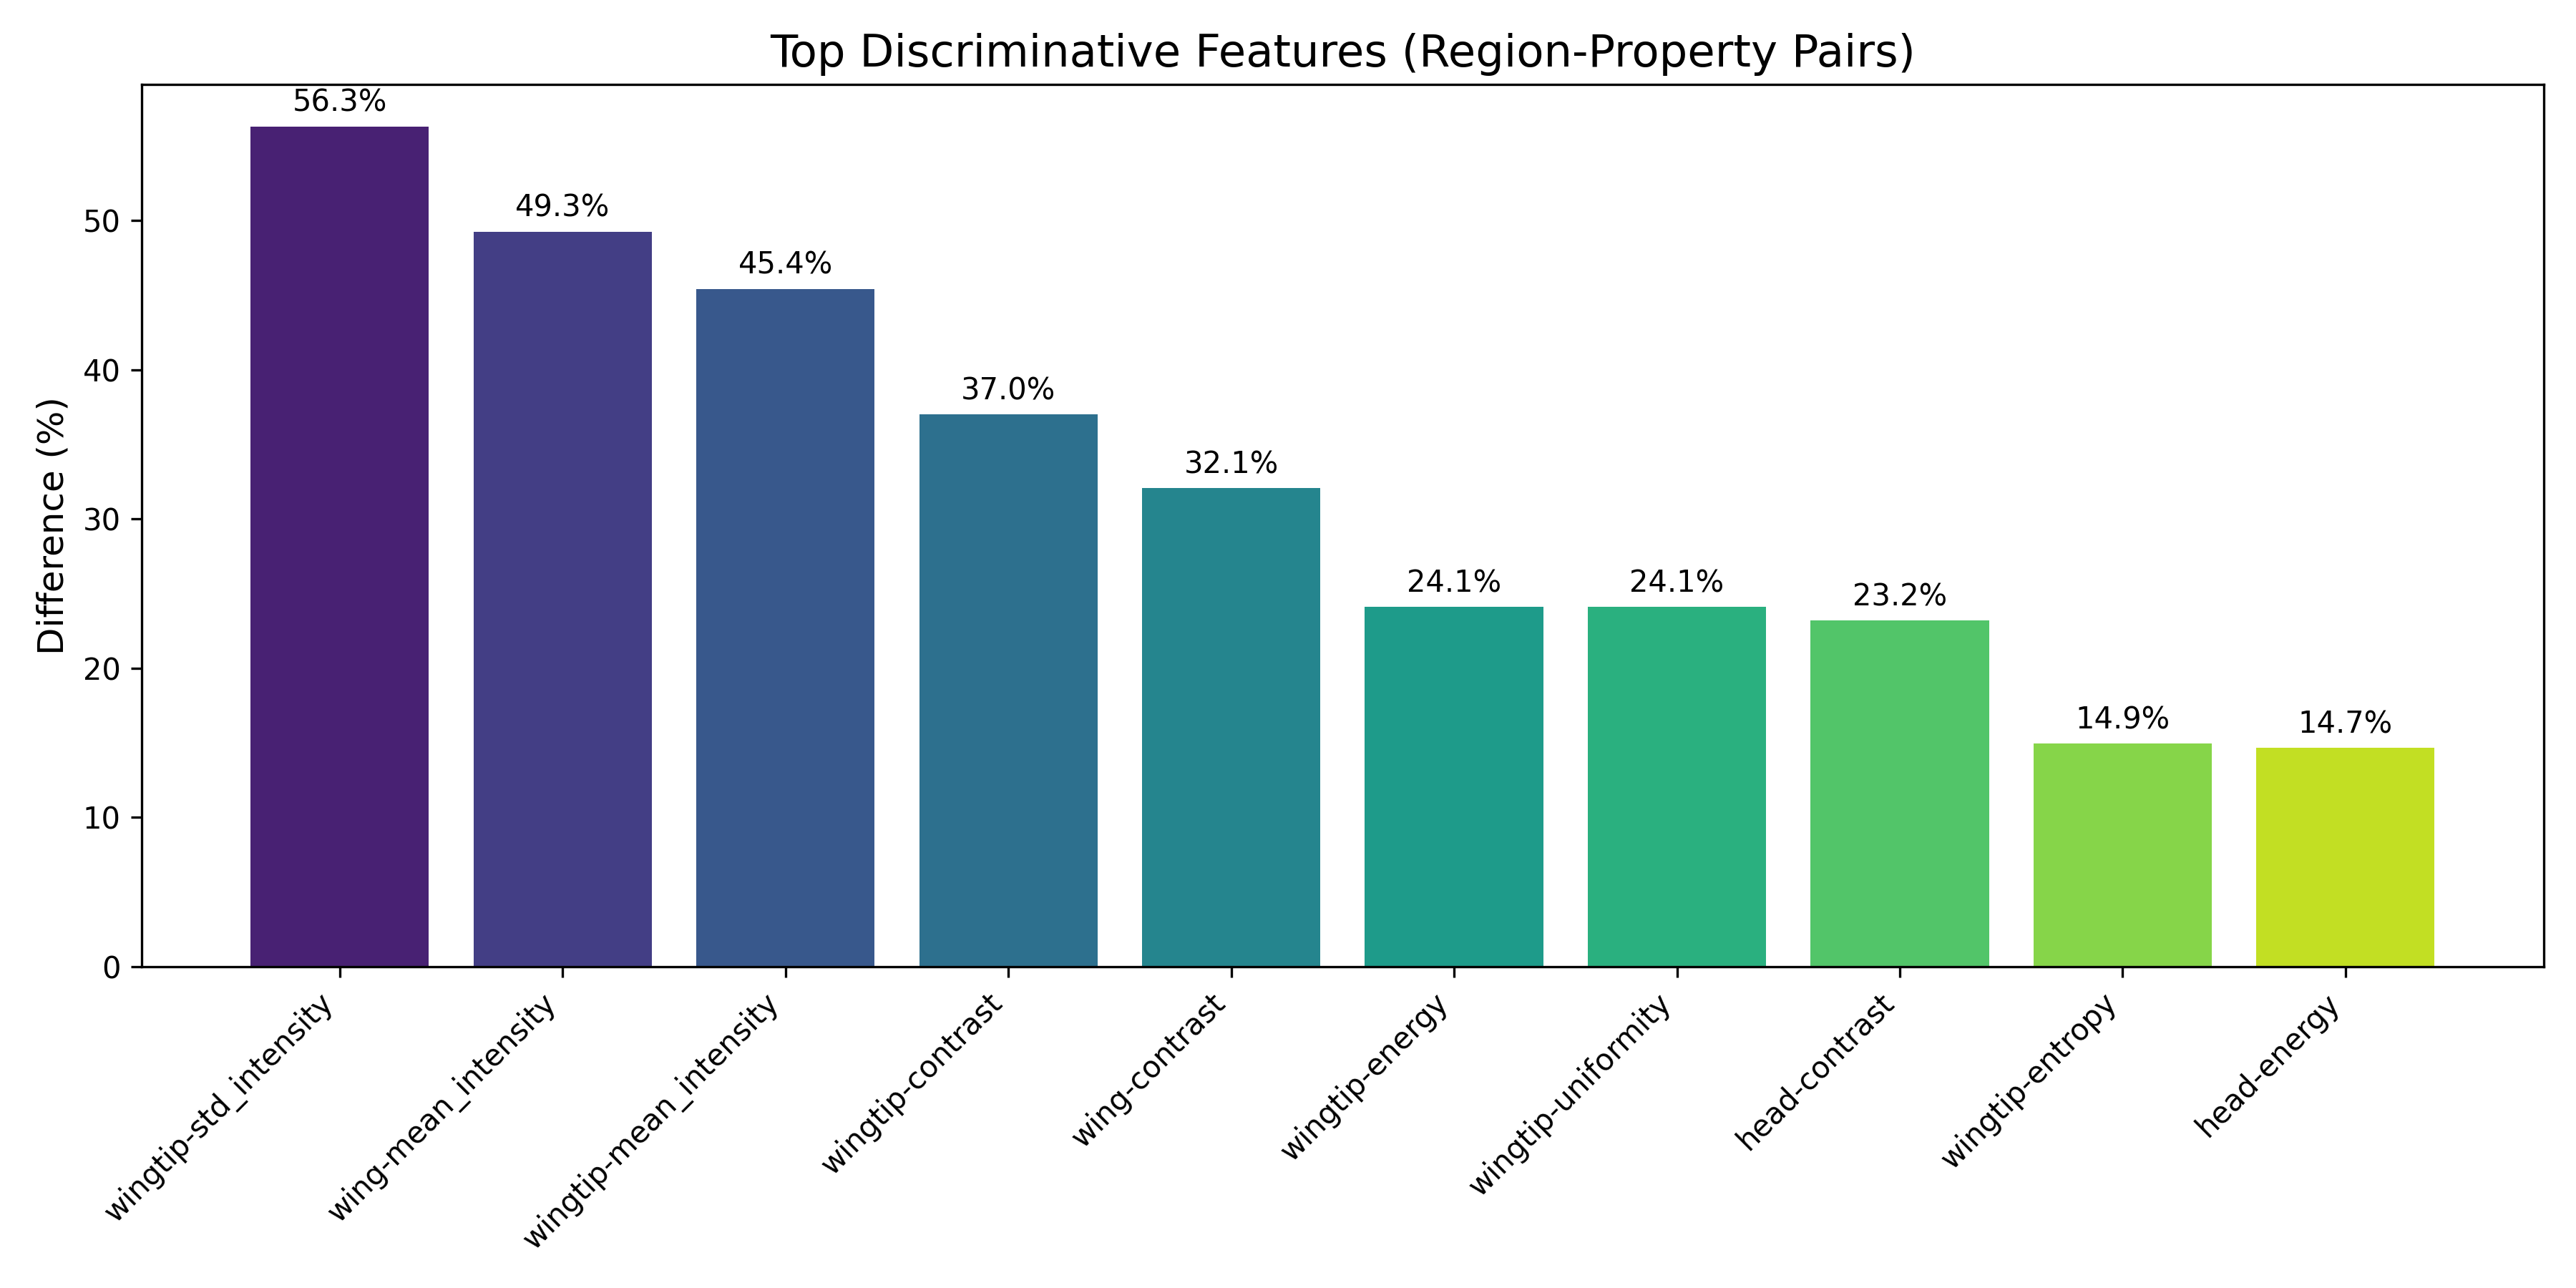 Top Discriminative Features (Region-Property Pairs)
Difference (%)
50
40
30
20
10
0
56.3%
49.3%
45.4%
37.0%
32.1%
24.1%
24.1%
23.2%
14.9%
14.7%
wingtip-std_intensity
wing-mean_intensity
wingtip-mean_intensity
wingtip-contrast
wing-contrast
wingtip-energy
wingtip-uniformity
head-contrast
wingtip-entropy
head-energy